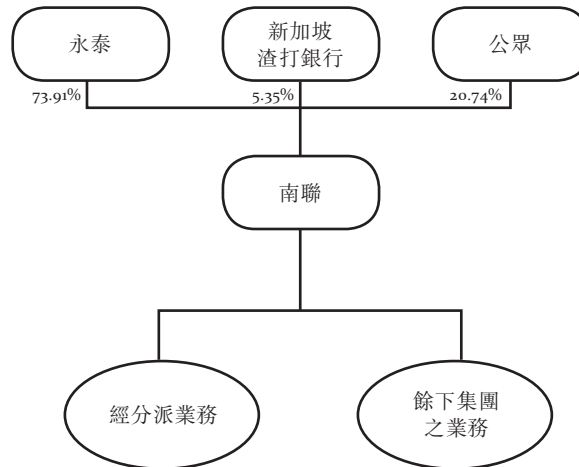 永泰
新加坡
渣打銀行
公眾
73.91%
5.35%
20.74%
南聯
經分派業務
餘下集團
之業務